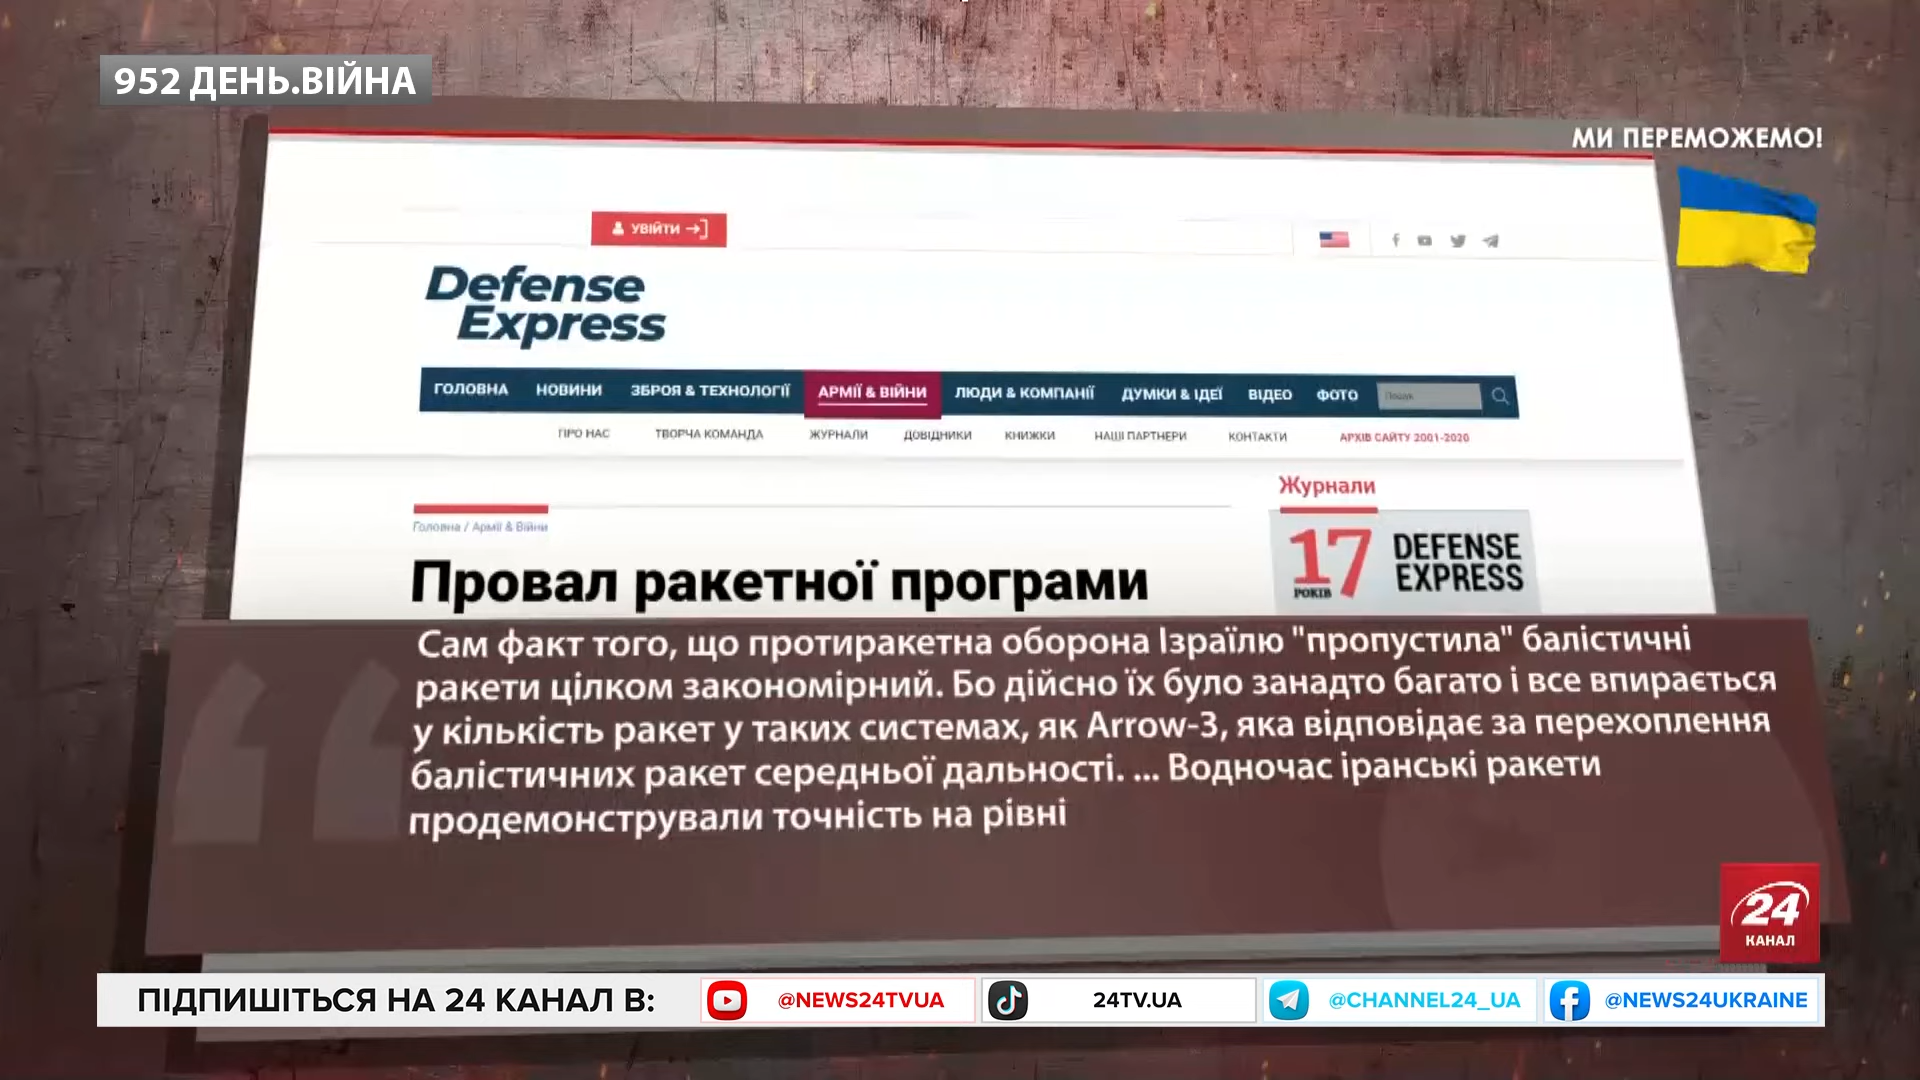 952 ДЕНЬ.ВІЙНА
МИ ПЕРЕМОЖЕМО!
УВІЙТИ
Defense
Express
ГОЛОВНА НОВИНИ ЗБРОЯ & ТЕХНОЛОГІЇ АРМІЇ & ВІЙНИ ЛЮДИ & КОМПАНІЇ ДУМКИ & ІДЕЇ ВІДЕО ФОТО Пошук
ПРО НАС ТВОРЧА КОМАНДА ЖУРНАЛИ ДОВІДНИКИ КНИЖКИ НАШІ ПАРТНЕРИ КОНТАКТИ АРХІВ САЙТУ 2001-2020
Журнали
Головна / Армії & Війни
17 РОКІВ
DEFENSE
EXPRESS
Провал ракетної програми
Сам факт того, що протиракетна оборона Ізраїлю "пропустила" балістичні
ракети цілком закономірний. Бо дійсно їх було занадто багато і все впирається
у кількість ракет у таких системах, як Arrow-3, яка відповідає за перехоплення
балістичних ракет середньої дальності. ... Водночас іранські ракети
продемонстрували точність на рівні
24
КАНАЛ
ПІДПИШІТЬСЯ НА 24 КАНАЛ В: @NEWS24TVUA 24TV.UA @CHANNEL24_UA @NEWS24UKRAINE